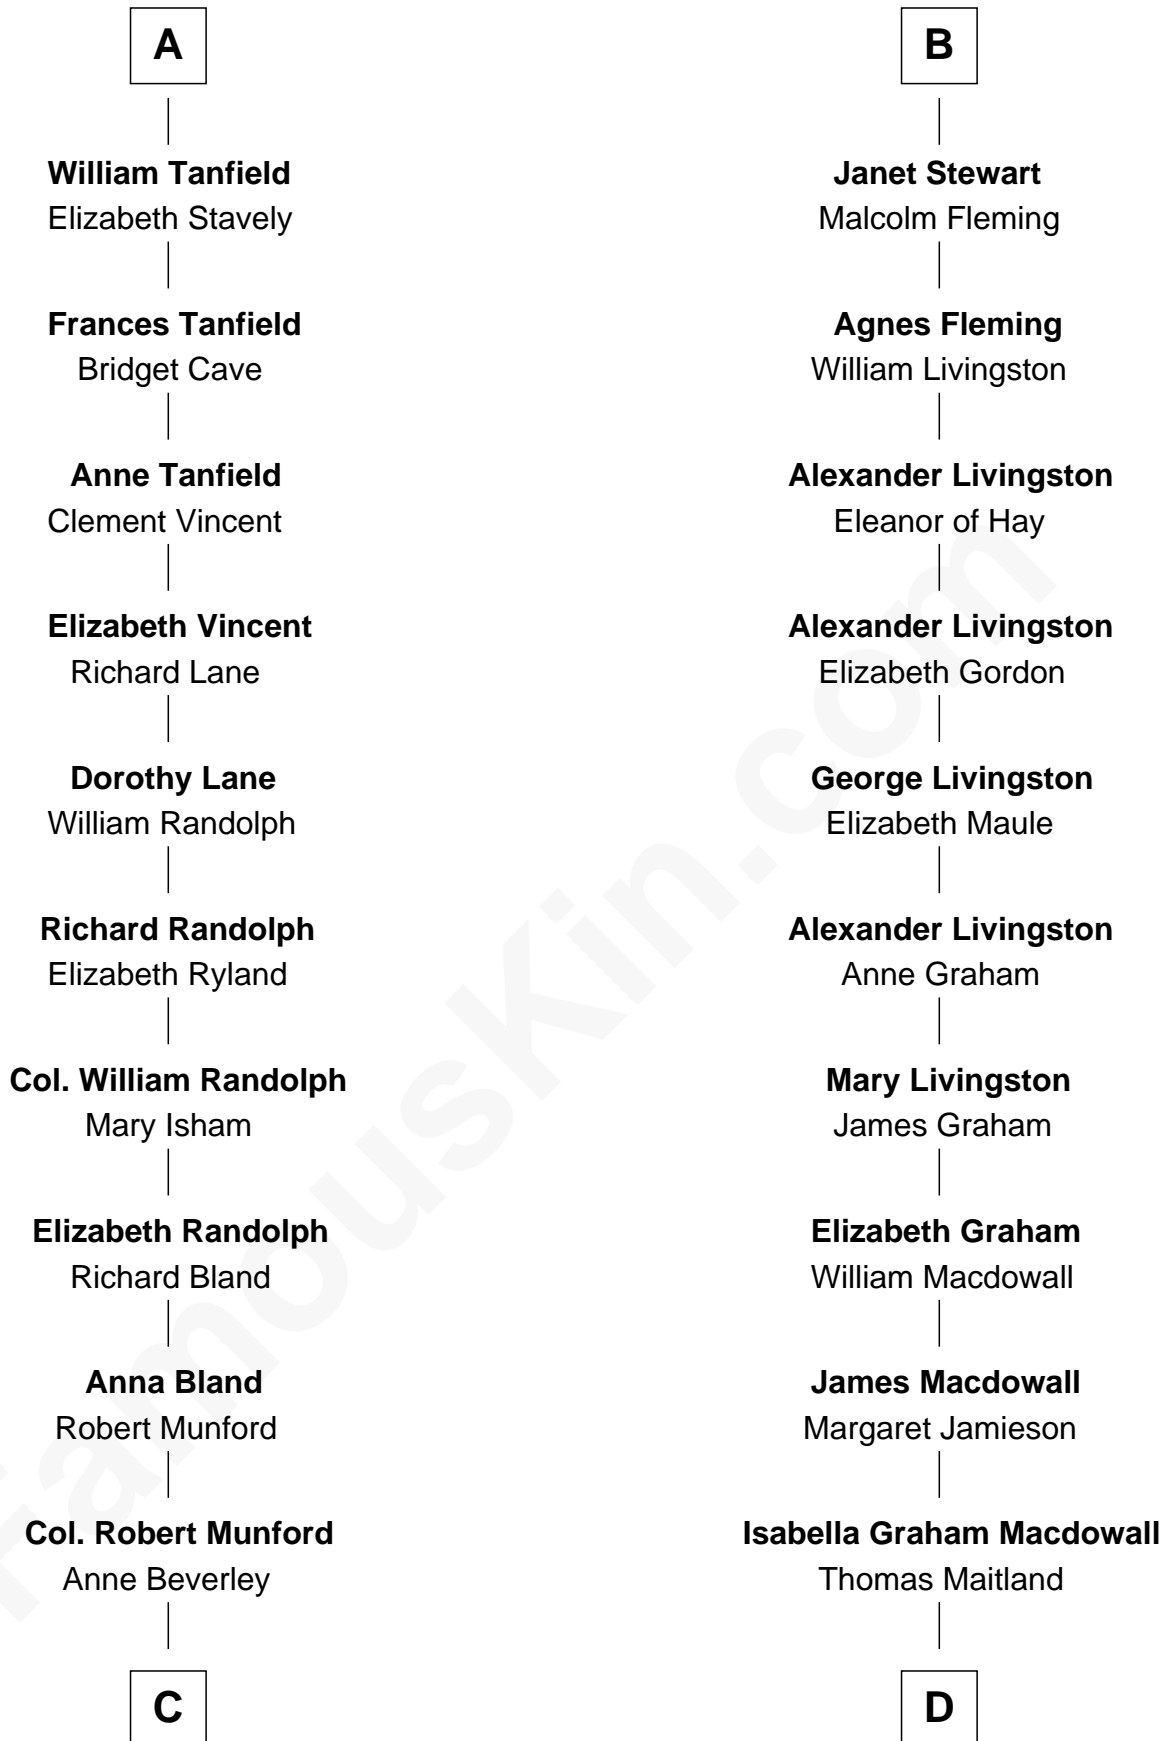 A
William Tanfield
Elizabeth Stavely
Frances Tanfield
Bridget Cave
Anne Tanfield
Clement Vincent
Elizabeth Vincent
Richard Lane
Dorothy Lane
William Randolph
Richard Randolph
Elizabeth Ryland
Col. William Randolph
Mary Isham
Elizabeth Randolph
Richard Bland
Anna Bland
Robert Munford
Col. Robert Munford
Anne Beverley
C
B
Janet Stewart
Malcolm Fleming
Agnes Fleming
William Livingston
Alexander Livingston
Eleanor of Hay
Alexander Livingston
Elizabeth Gordon
George Livingston
Elizabeth Maule
Alexander Livingston
Anne Graham
Mary Livingston
James Graham
Elizabeth Graham
William Macdowall
James Macdowall
Margaret Jamieson
Isabella Graham Macdowall
Thomas Maitland
D
FamousKin.com